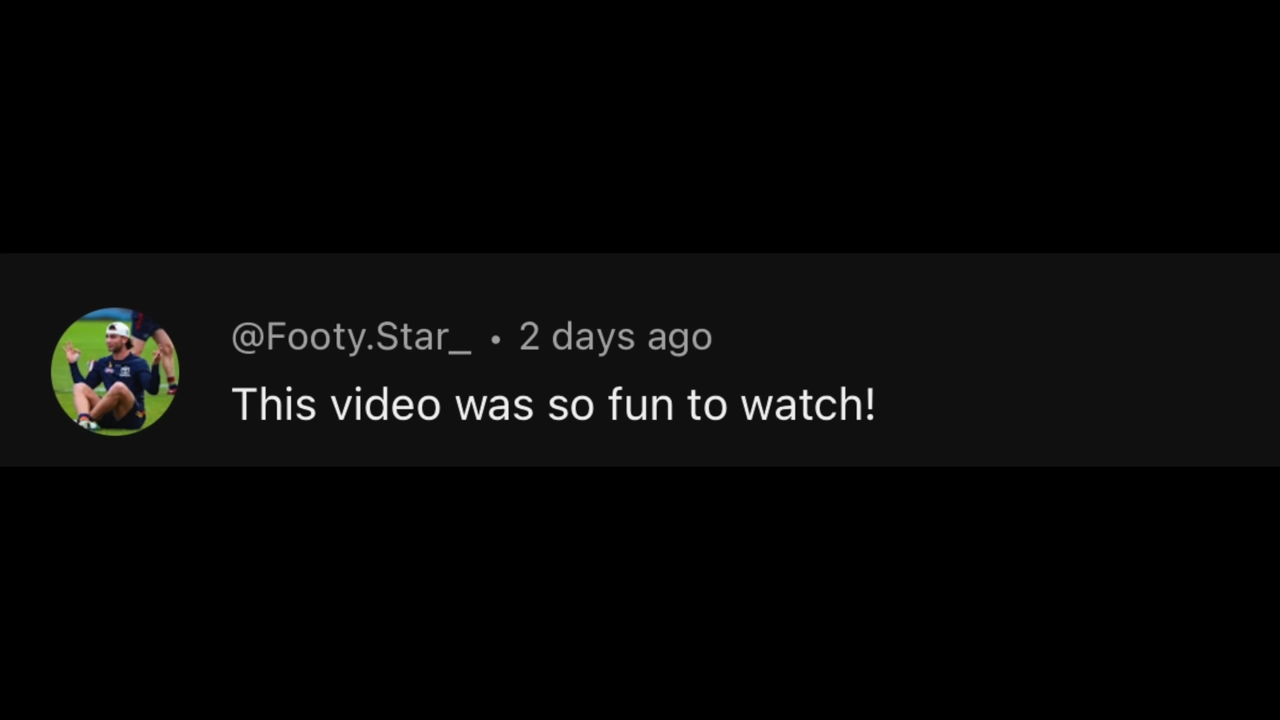 @Footy.Star_ • 2 days ago
This video was so fun to watch!